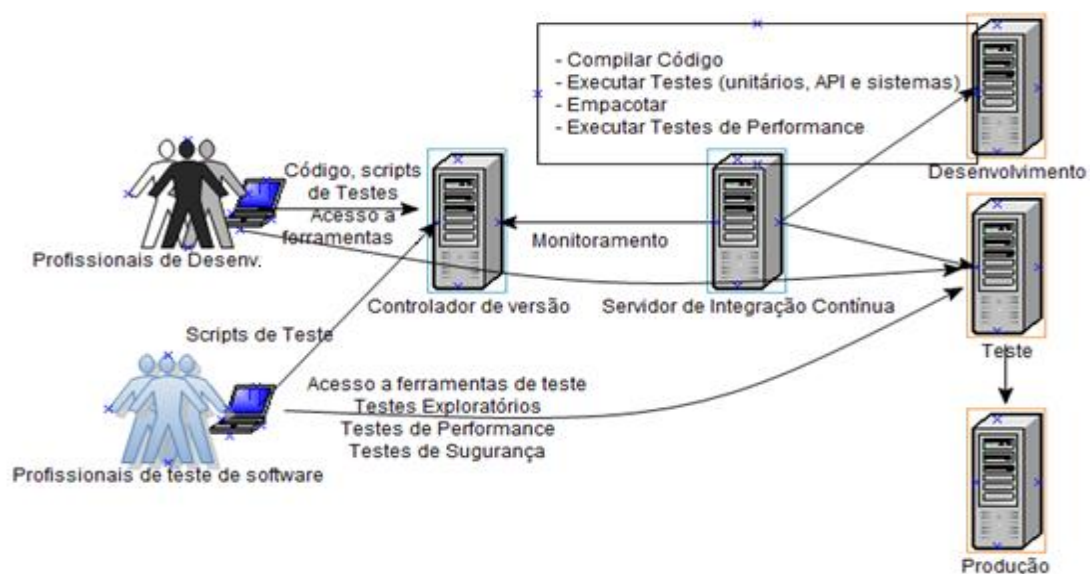 - Compilar Código
- Executar Testes (unitários, API e sistemas)
- Empacotar
- Executar Testes de Performance
Desenvolvimento
Código, scripts
de Testes
Acesso a
ferramentas
Profissionais de Desenv.
Monitoramento
Controlador de versão
Servidor de Integração Contínua
Scripts de Teste
Teste
Acesso a ferramentas de teste
Testes Exploratórios
Testes de Performance
Testes de Sugurança
Profissionais de teste de software
Produção